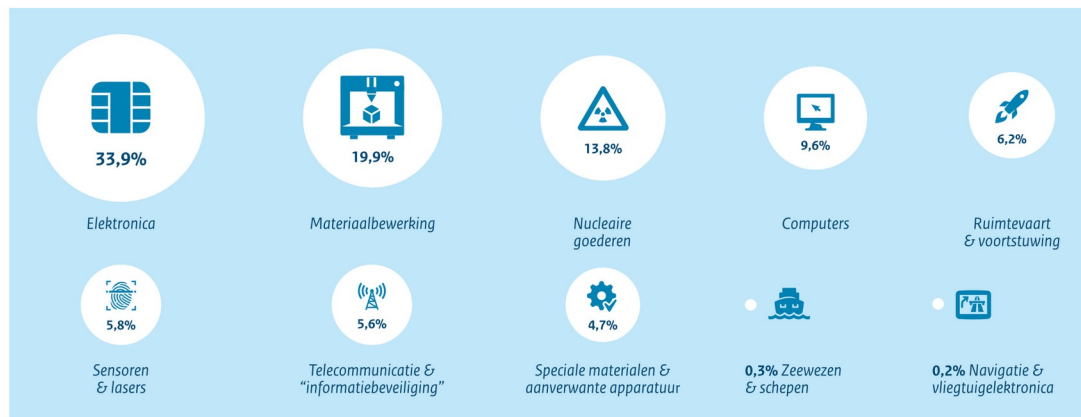 33,9%
Elektronica
19,9%
Materiaalbewerking
13,8%
Nucleaire
goederen
9,6%
Computers
6,2%
Ruimtevaart
& voortstuwing
5,8%
Sensoren
& lasers
5,6%
Telecommunicatie &
“informatiebeveiliging”
4,7%
Speciale materialen &
aanverwante apparatuur
0,3% Zeewezen
& schepen
0,2% Navigatie &
vliegtuigelektronica